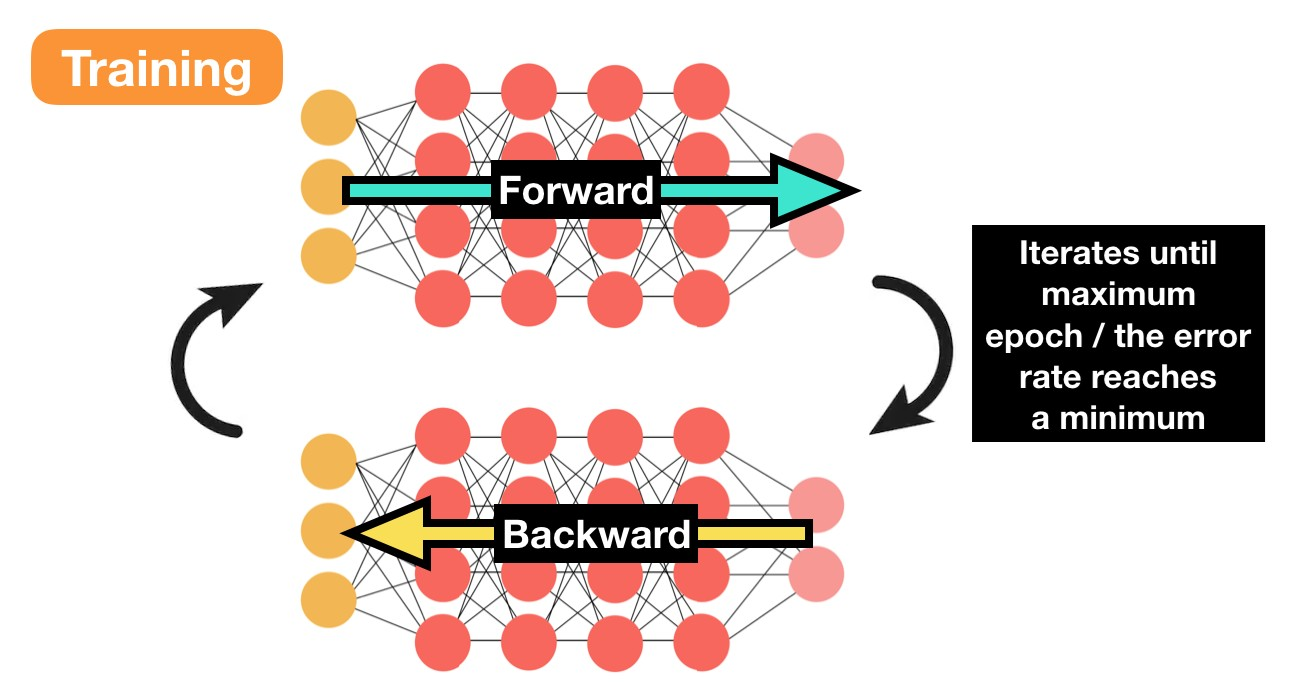 Training
Forward
Iterates until
maximum
epoch / the error
rate reaches
a minimum
Backward